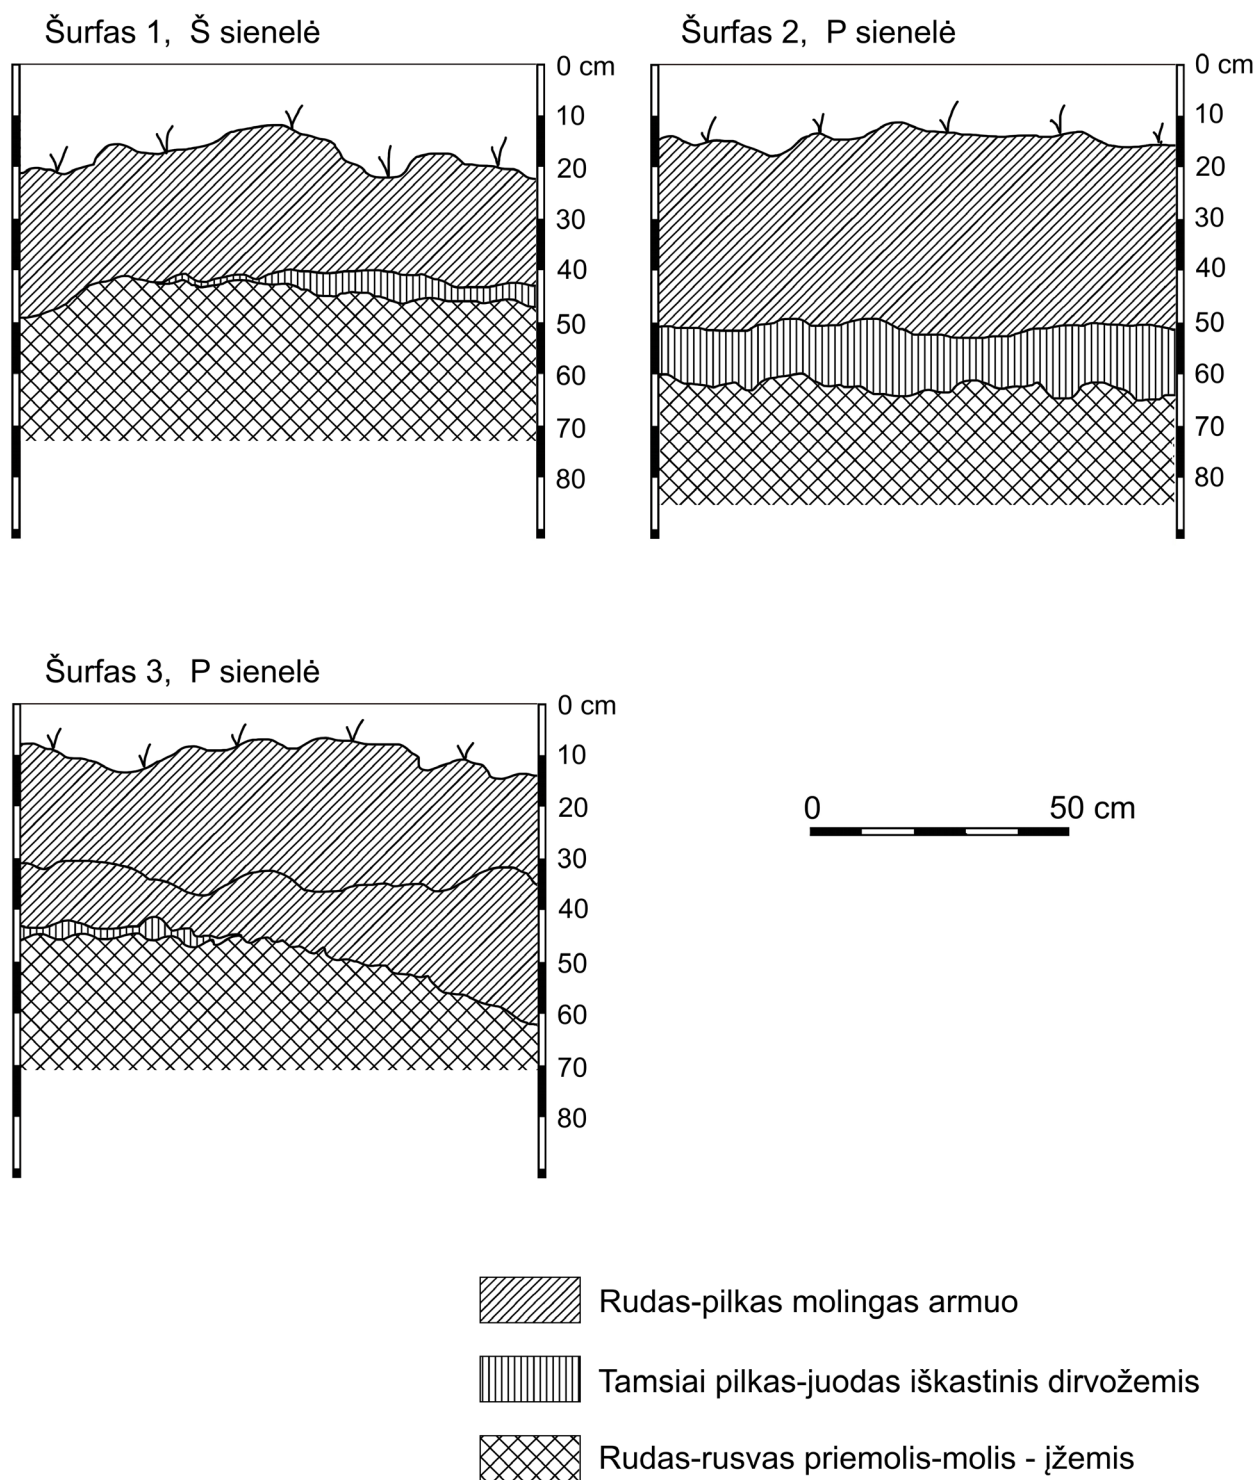 Šurfas 1,  Š sienelė
0 cm
10
20
30
40
50
60
70
80
Šurfas 2,  P sienelė
0 cm
10
20
30
40
50
60
70
80
Šurfas 3,  P sienelė
0 cm
10
20
30
40
50
60
70
80
0 50 cm
Rudas-pilkas molingas armuo
Tamsiai pilkas-juodas iškastinis dirvožemis
Rudas-rusvas priemolis-molis - įžemis